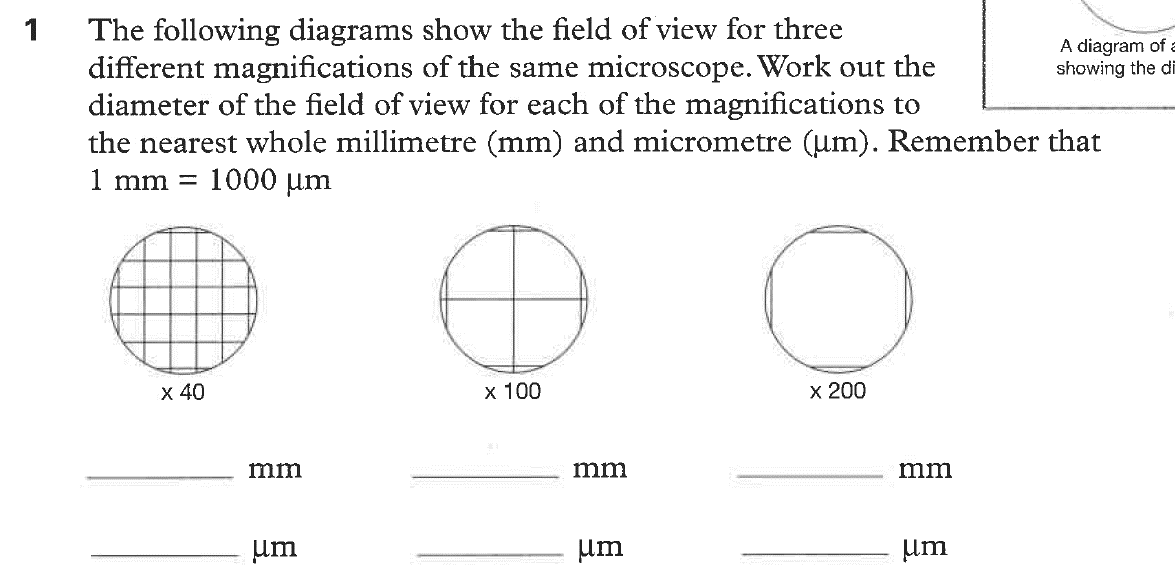 1 The following diagrams show the field of view for three
different magnifications of the same microscope. Work out the
diameter of the field of view for each of the magnifications to
the nearest whole millimetre (mm) and micrometre (μm). Remember that
1 mm = 1000 μm
A diagram of
showing the
x 40 x 100 x 200
mm mm mm
μm μm μm